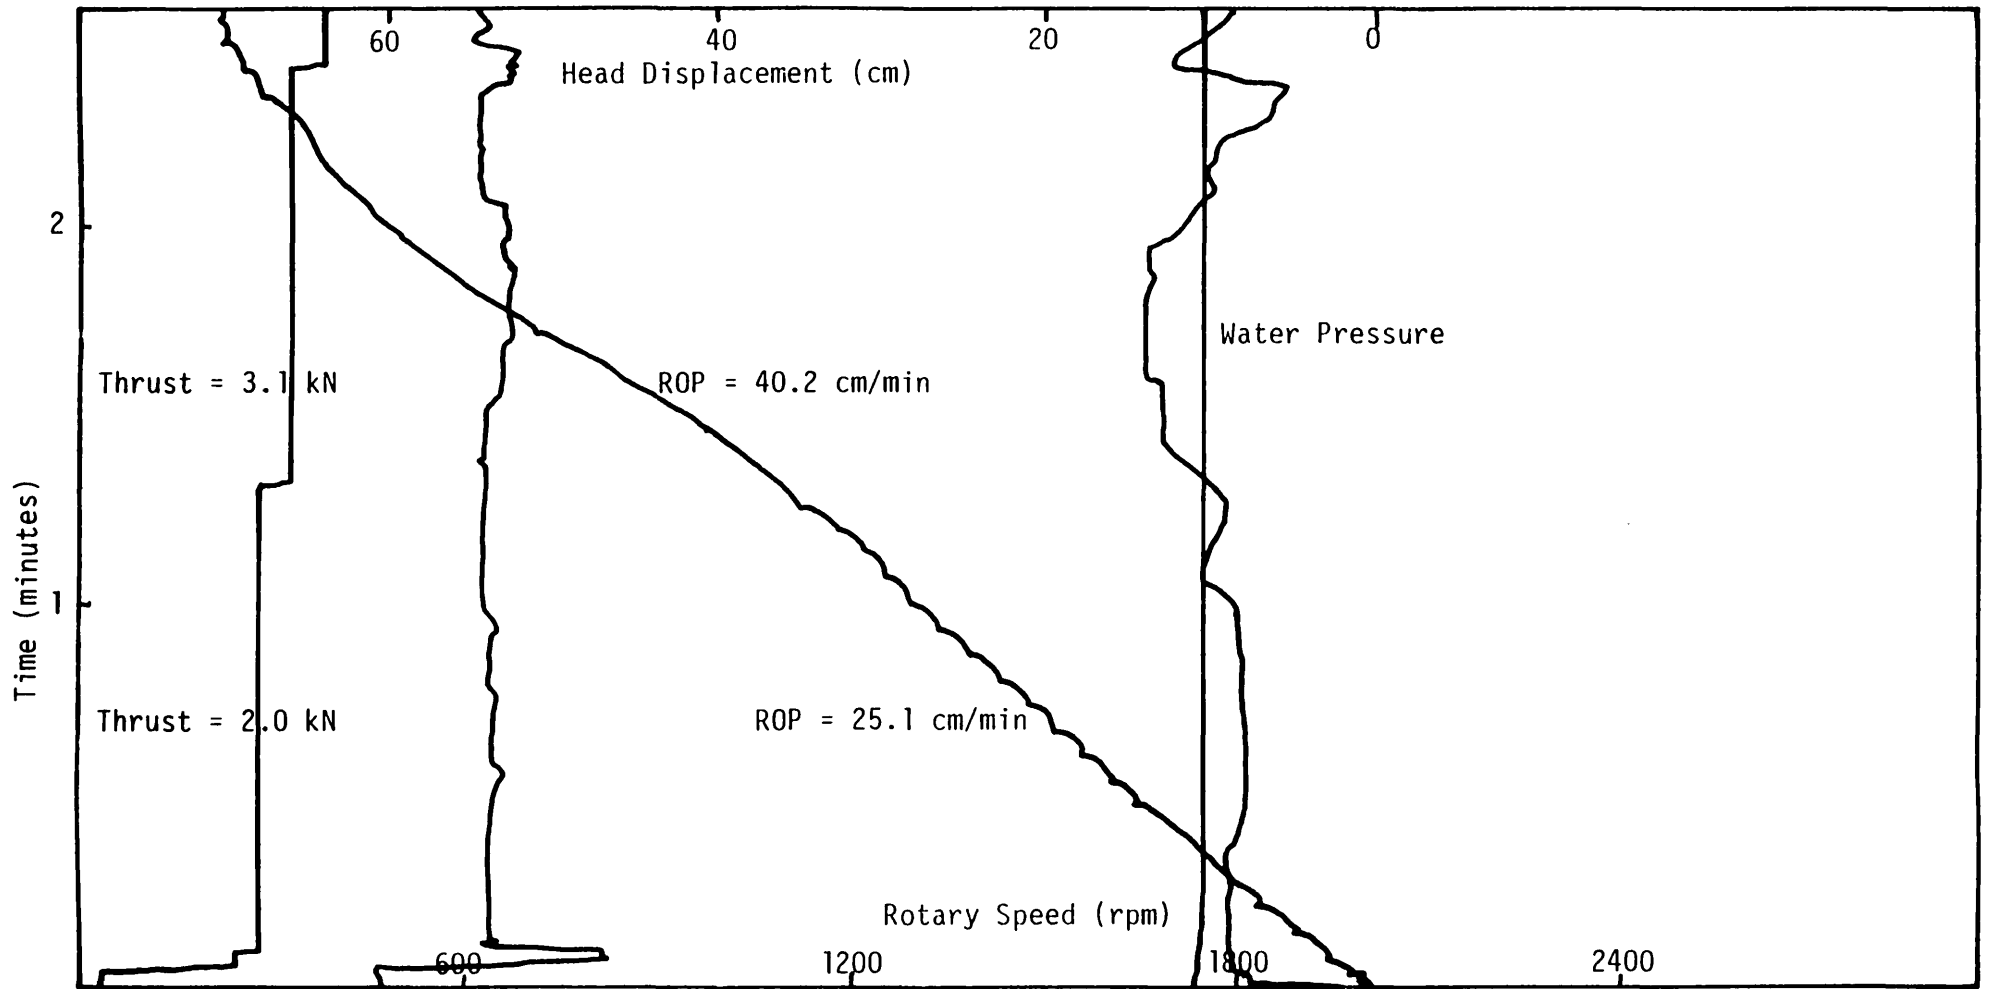 60 40 20 0
Head Displacement (cm)
2
Water Pressure
Thrust = 3.1 kN
ROP = 40.2 cm/min
Time (minutes)
1
Thrust = 2.0 kN
ROP = 25.1 cm/min
Rotary Speed (rpm)
600 1200 1800 2400